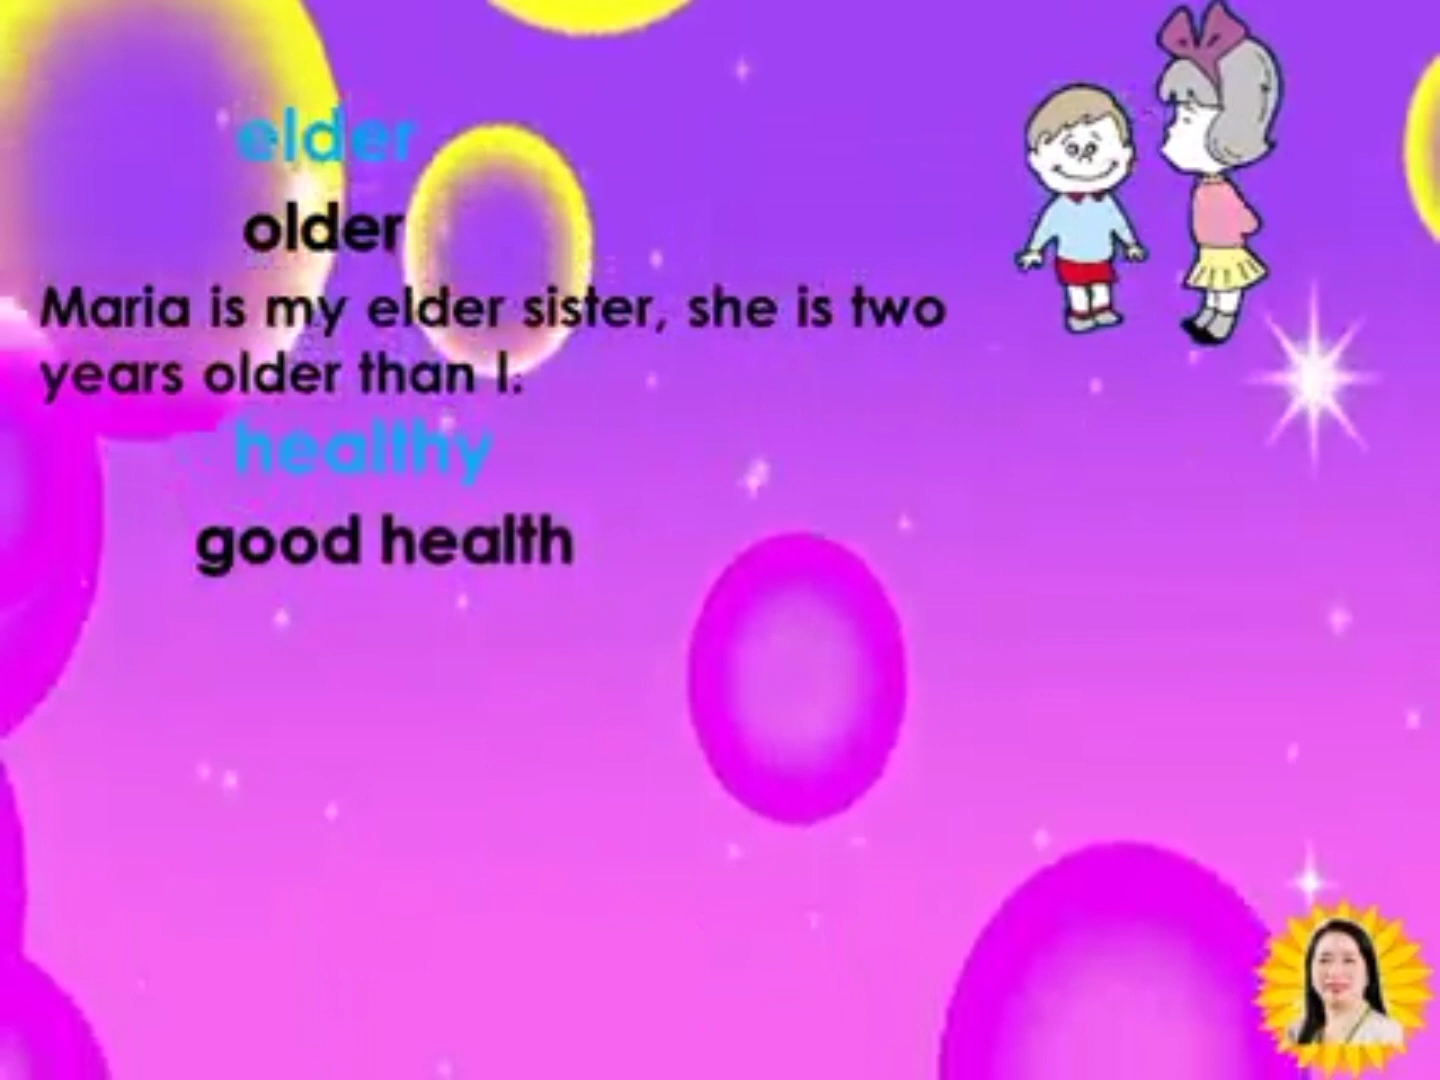 elder
older
Maria is my elder sister, she is two
years older than I.
healthy
good health